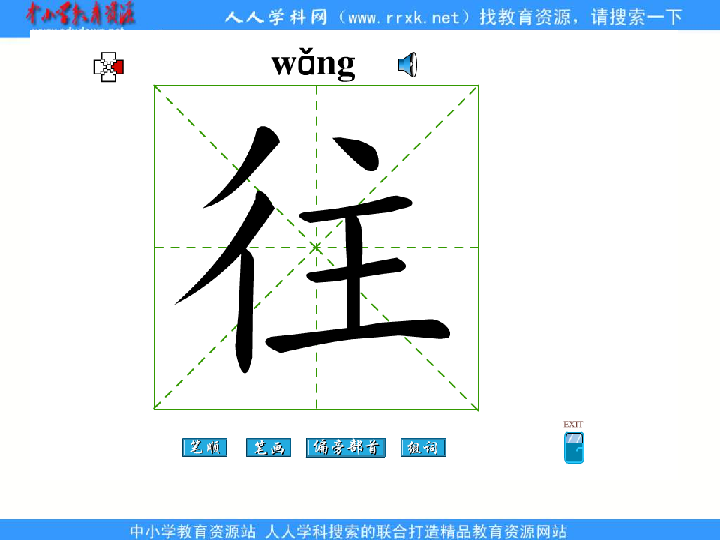 中小学教育资源
人人学科网（www.rrxk.net）找教育资源，请搜索一下
wǎng
往
笔顺 笔画 偏旁部首 组词
EXIT
中小学教育资源站 人人学科搜索的联合打造精品教育资源网站